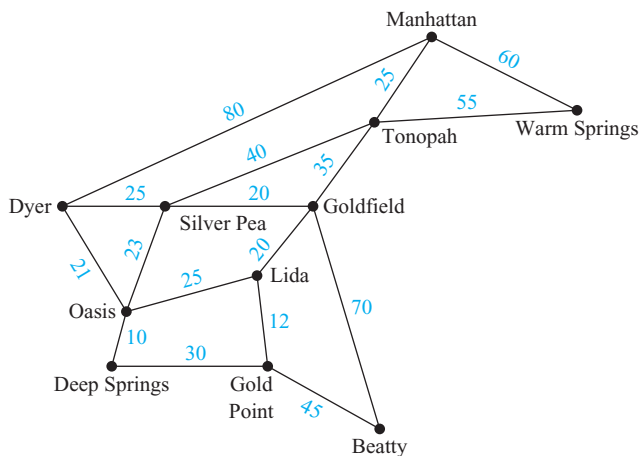 Manhattan
60
25
80
55
Warm Springs
Tonopah
40
35
25
20
Dyer
Silver Pea
Goldfield
23
20
21
25
Lida
Oasis
70
10
12
30
Deep Springs
Gold
Point
45
Beatty